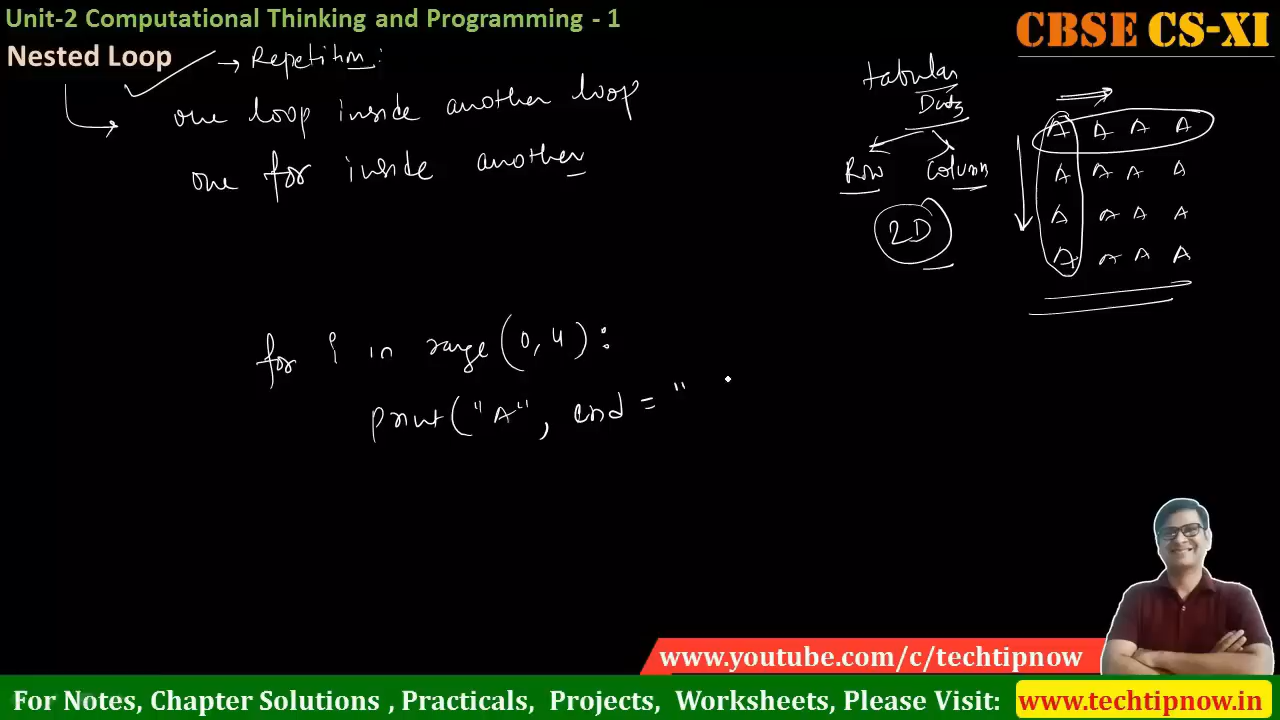 Unit-2 Computational Thinking and Programming - 1
CBSE CS-XI
Nested Loop
→ Repetition:
one loop inside another loop
one for inside another
tabular
Data
Row Column
2D
A A A A
A A A A
A A A A
A A A A
for i in range (0, 4):
print("A", end = "
www.youtube.com/c/techtipnow
For Notes, Chapter Solutions , Practicals, Projects, Worksheets, Please Visit: www.techtipnow.in